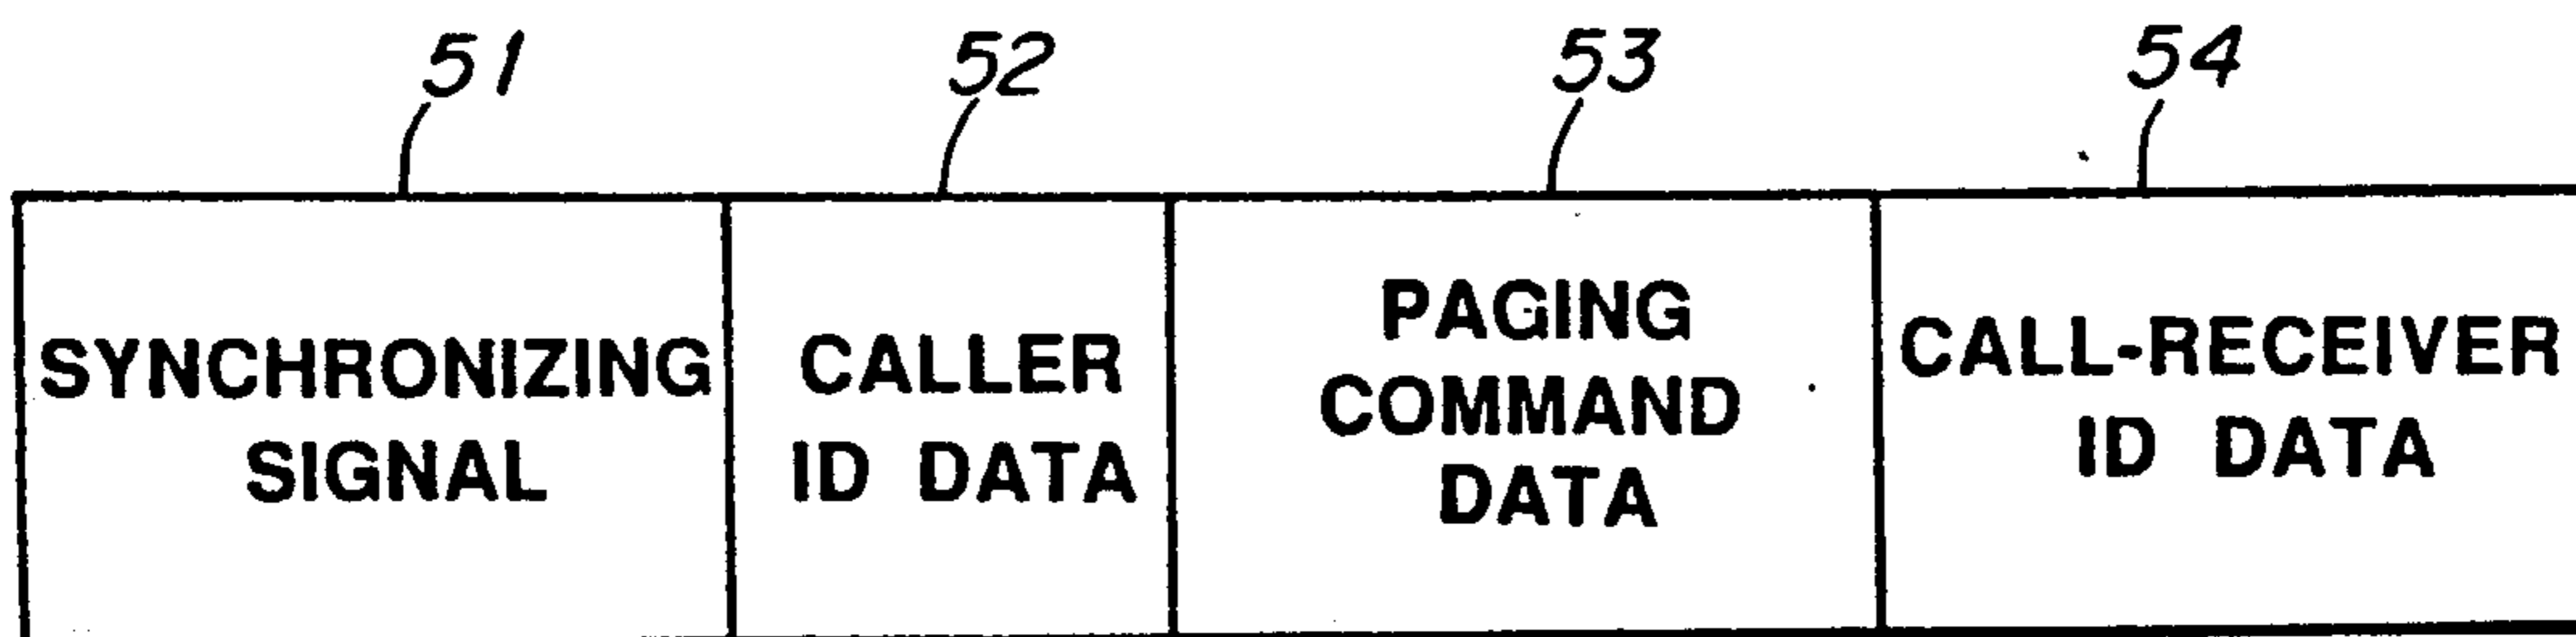 51 52 53 54
SYNCHRONIZING
SIGNAL
CALLER
ID DATA
PAGING
COMMAND
DATA
CALL-RECEIVER
ID DATA